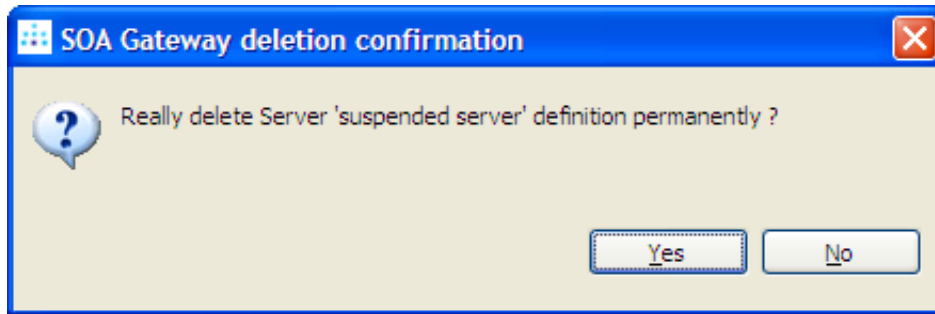 SOA Gateway deletion confirmation
Really delete Server 'suspended server' definition permanently ?
Yes No